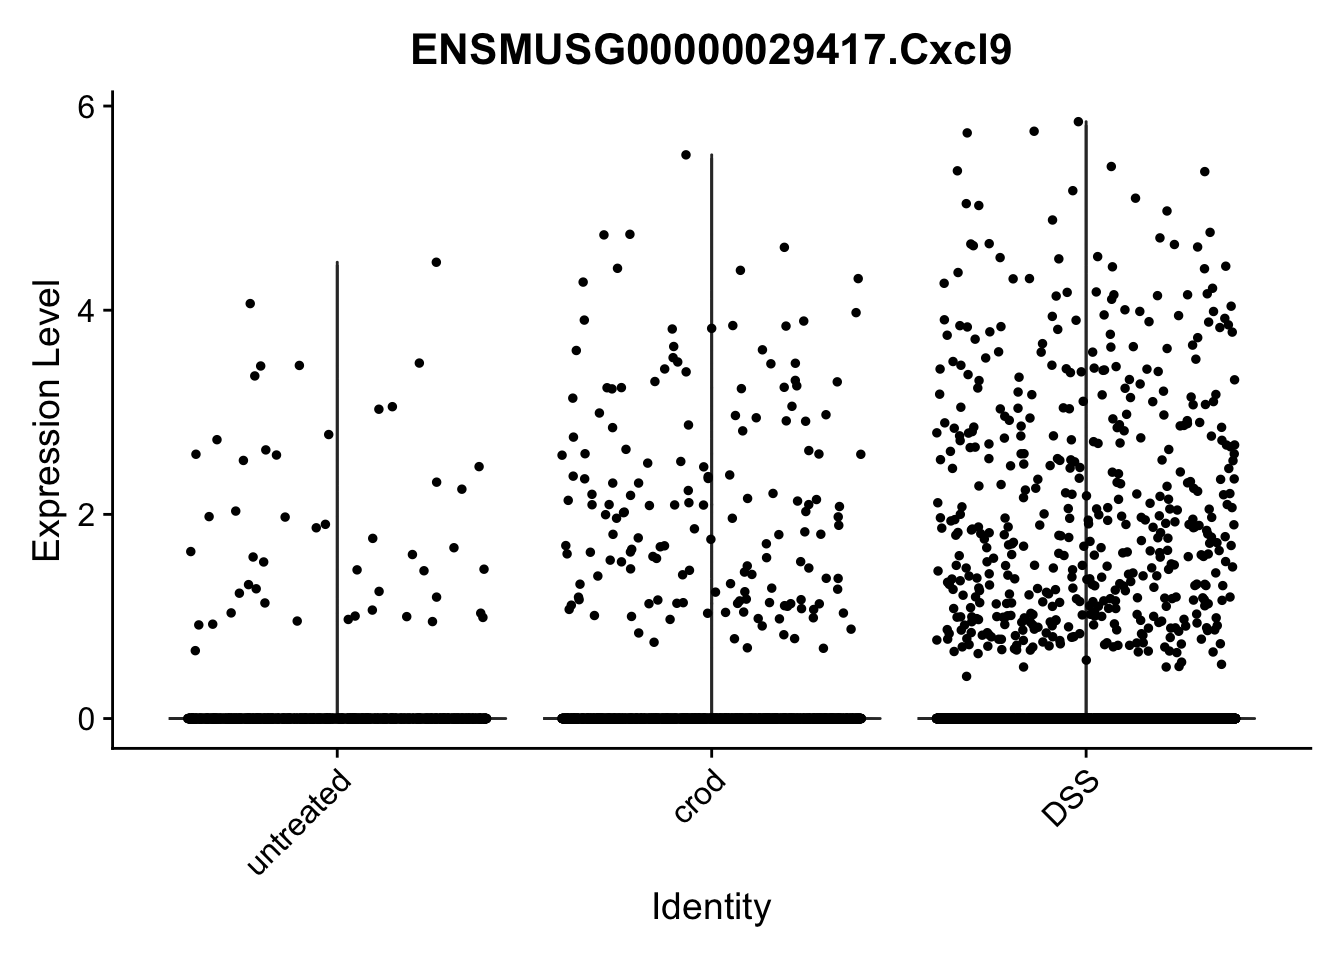 ENSMUSG00000029417.Cxcl9
6
4
2
0
Expression Level
untreated
crod
DSS
Identity